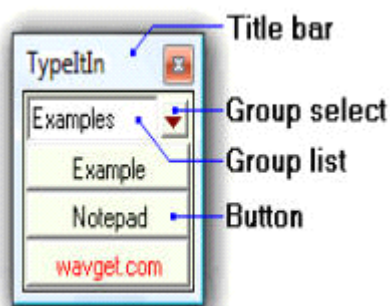 Title bar
TypeItIn
Examples
Group select
Group list
Example
Notepad
Button
wavget.com